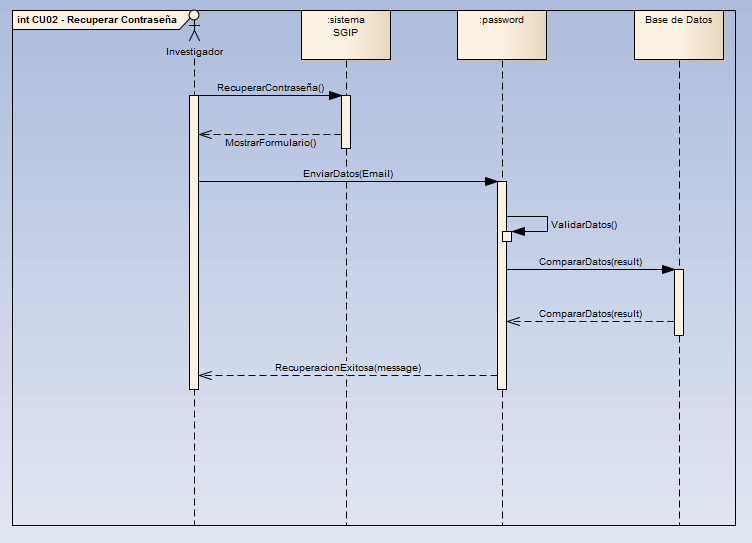 int CU02 - Recuperar Contraseña
Investigador
:sistema
SGIP
:password
Base de Datos
RecuperarContraseña()
MostrarFormulario()
EnviarDatos(Email)
ValidarDatos()
CompararDatos(result)
CompararDatos(result)
RecuperacionExitosa(message)